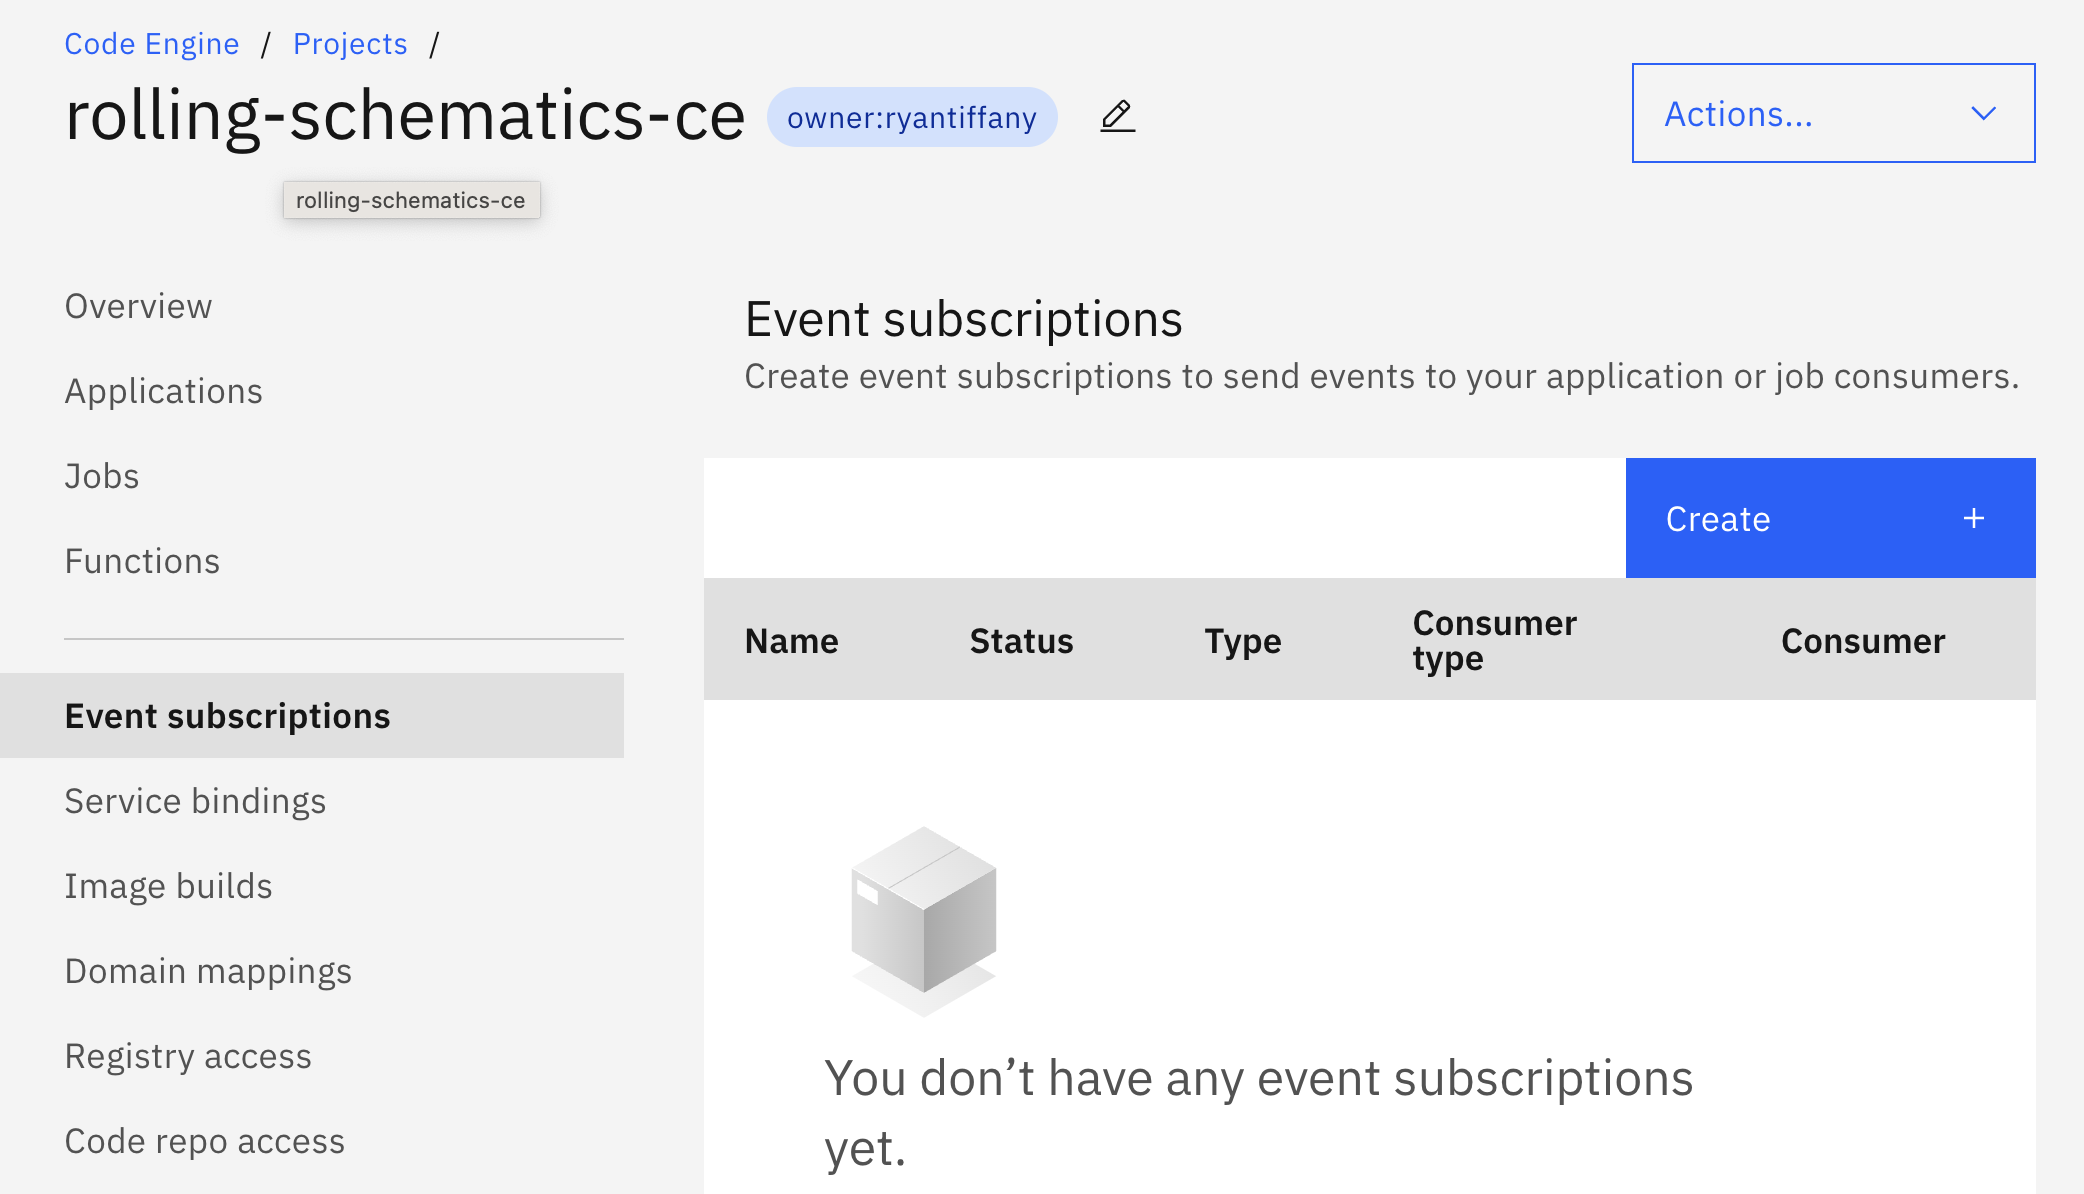 Code Engine / Projects /
rolling-schematics-ce owner:ryantiffany
Actions...
rolling-schematics-ce
Overview
Applications
Jobs
Functions
Event subscriptions
Service bindings
Image builds
Domain mappings
Registry access
Code repo access
Event subscriptions
Create event subscriptions to send events to your application or job consumers.
Create +
Name Status Type Consumer type Consumer
You don’t have any event subscriptions
yet.